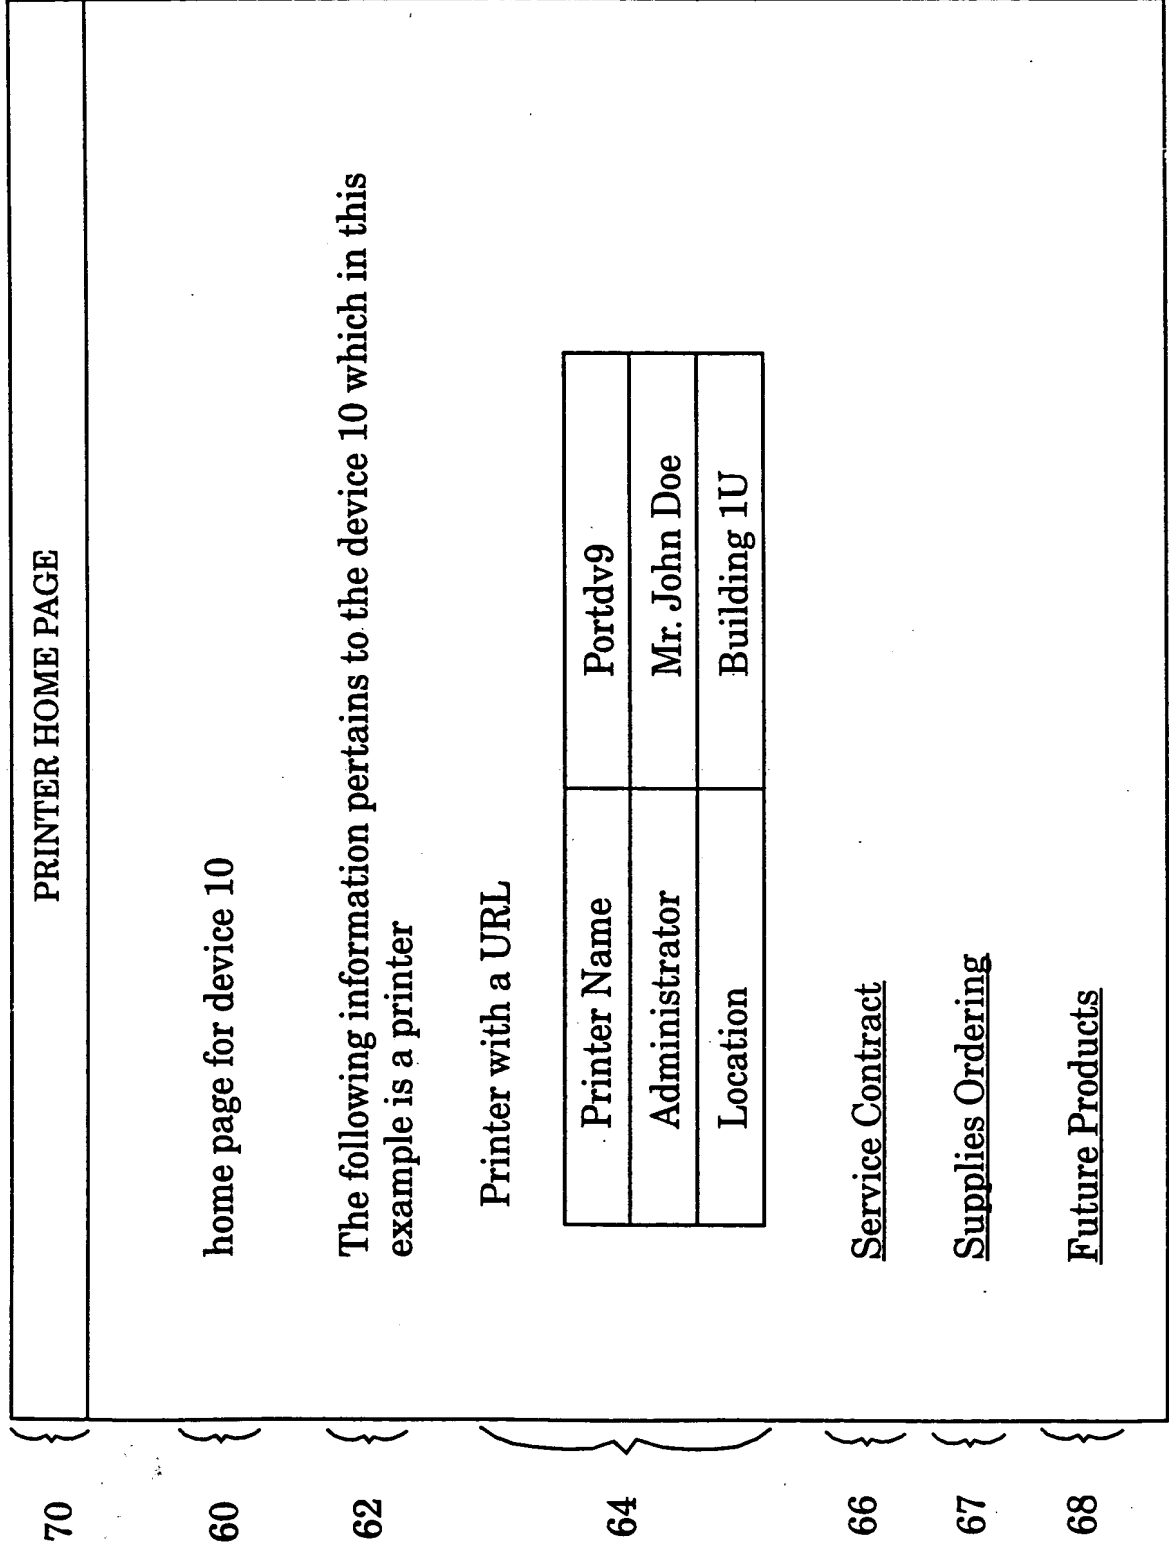 70 PRINTER HOME PAGE
60 home page for device 10
62 The following information pertains to the device 10 which in this
example is a printer
64 Printer with a URL
Printer Name Portdv9
Administrator Mr. John Doe
Location Building 1U
66 Service Contract
67 Supplies Ordering
68 Future Products